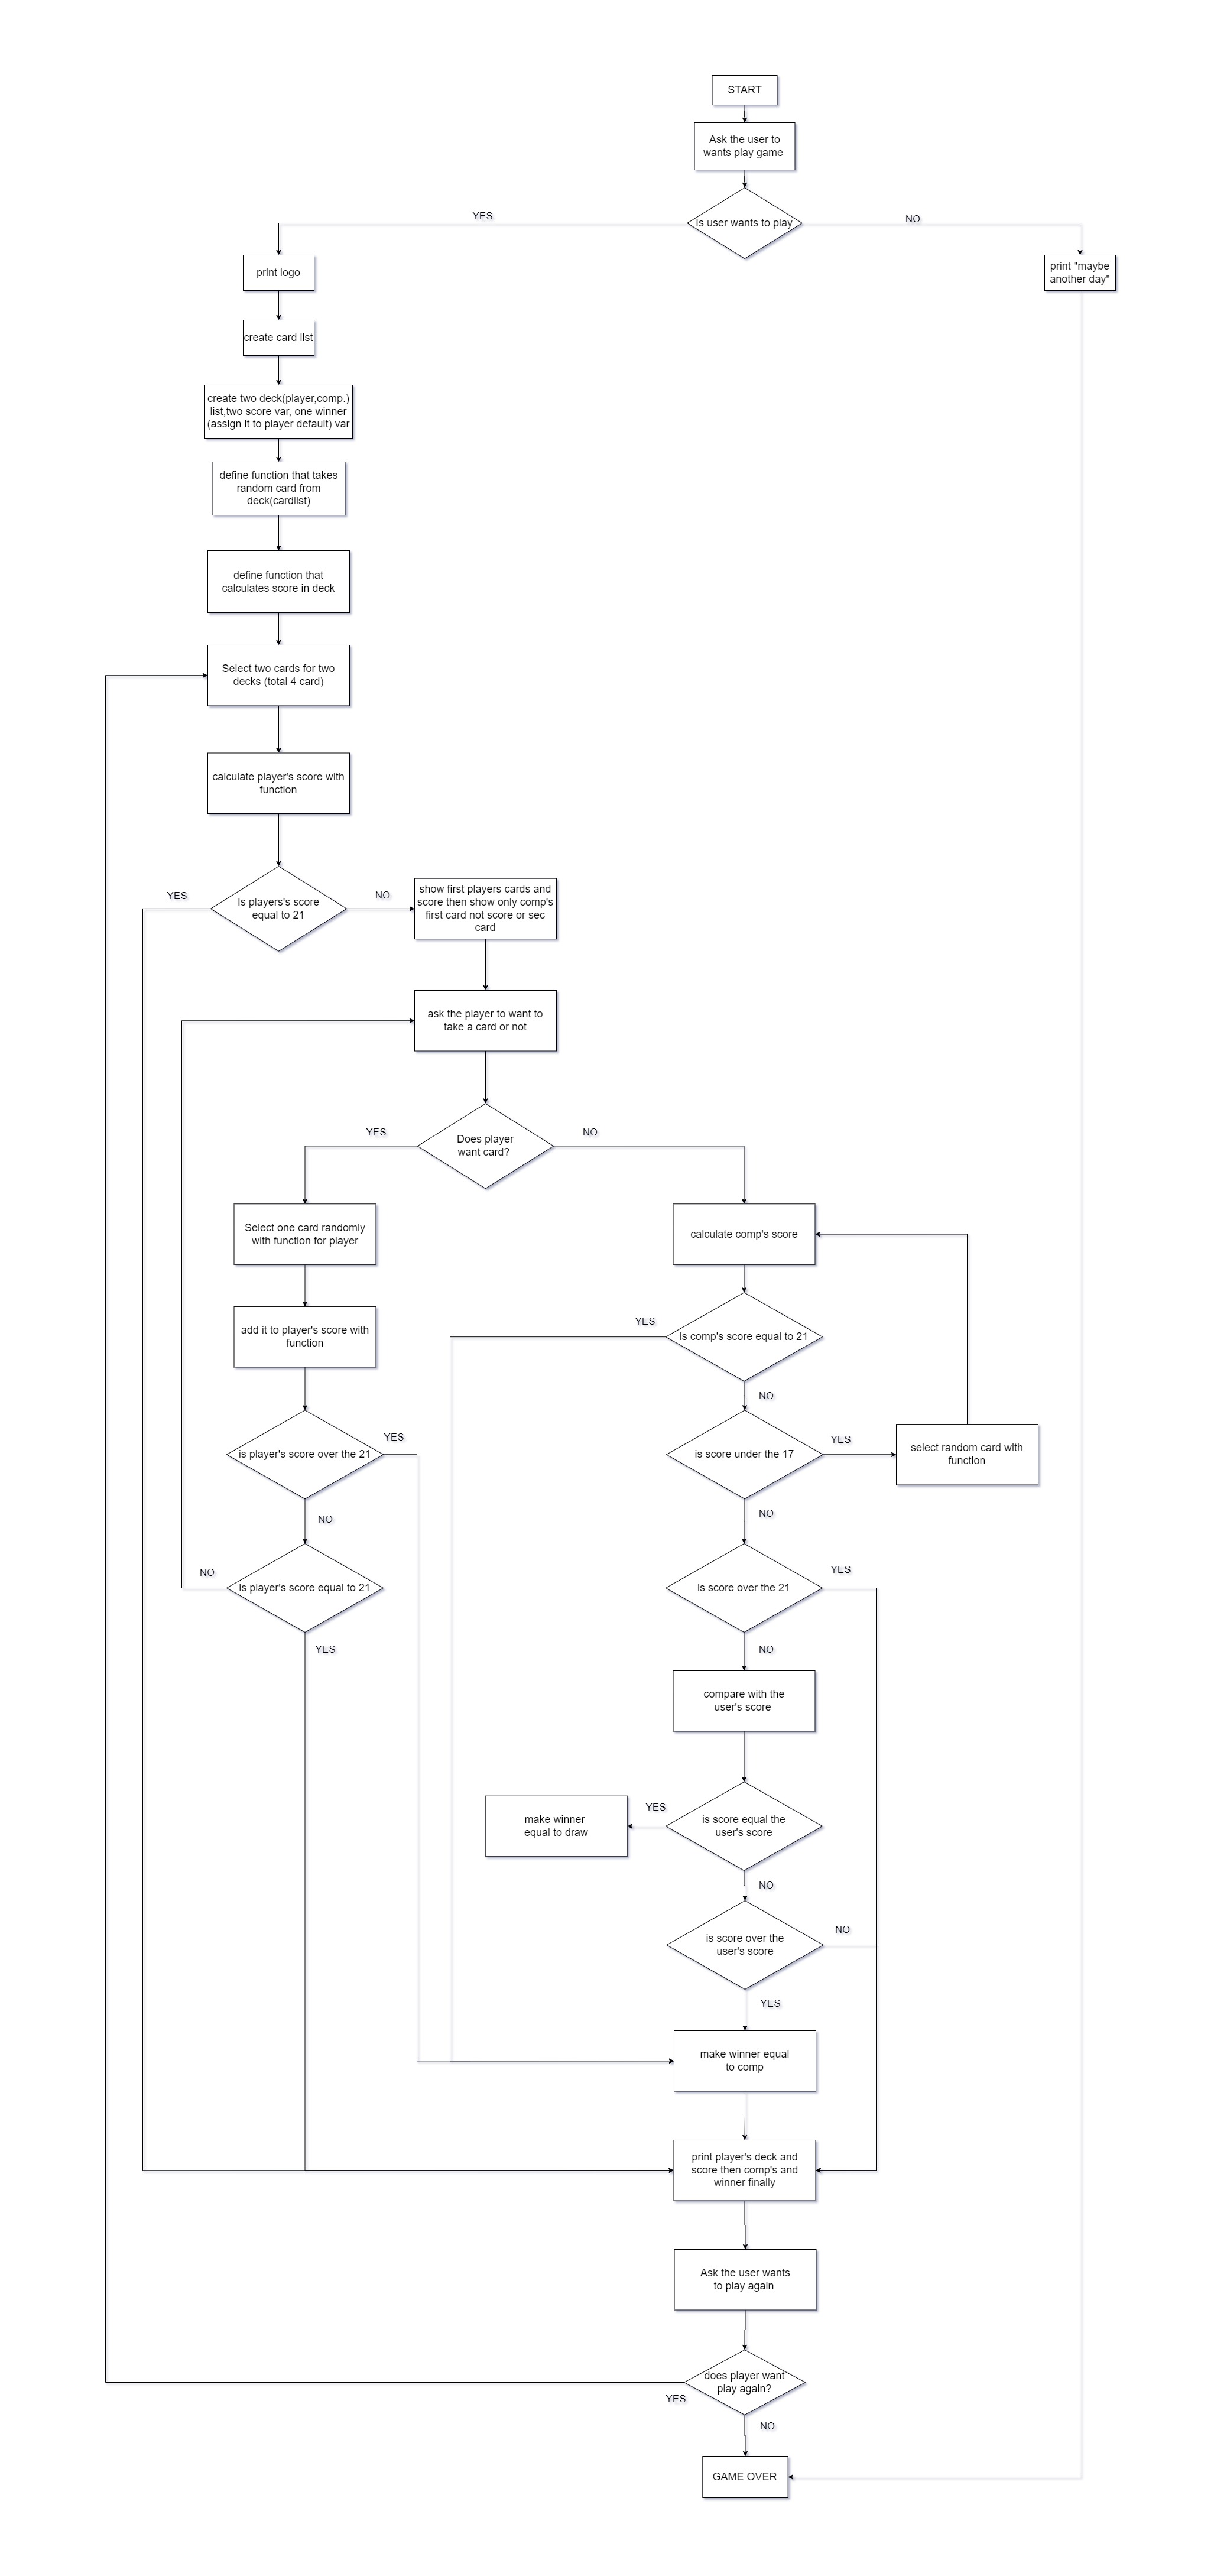 START
Ask the user to
wants play game
Is user wants to play
YES
NO
print logo
print "maybe
another day"
create card list
create two deck(player,comp.)
list,two score var, one winner
(assign it to player default) var
define function that takes
random card from
deck(cardlist)
define function that
calculates score in deck
Select two cards for two
decks (total 4 card)
calculate player's score with
function
Is players's score
equal to 21
YES
NO
show first players cards and
score then show only comp's
first card not score or sec
card
ask the player to want to
take a card or not
Does player
want card?
YES
NO
Select one card randomly
with function for player
calculate comp's score
add it to player's score with
function
is comp's score equal to 21
YES
NO
is player's score over the 21
YES
NO
is score under the 17
YES
NO
select random card with
function
is player's score equal to 21
NO
YES
is score over the 21
YES
NO
compare with the
user's score
is score equal the
user's score
YES
NO
make winner
equal to draw
is score over the
user's score
NO
YES
make winner equal
to comp
print player's deck and
score then comp's and
winner finally
Ask the user wants
to play again
does player want
play again?
YES
NO
GAME OVER